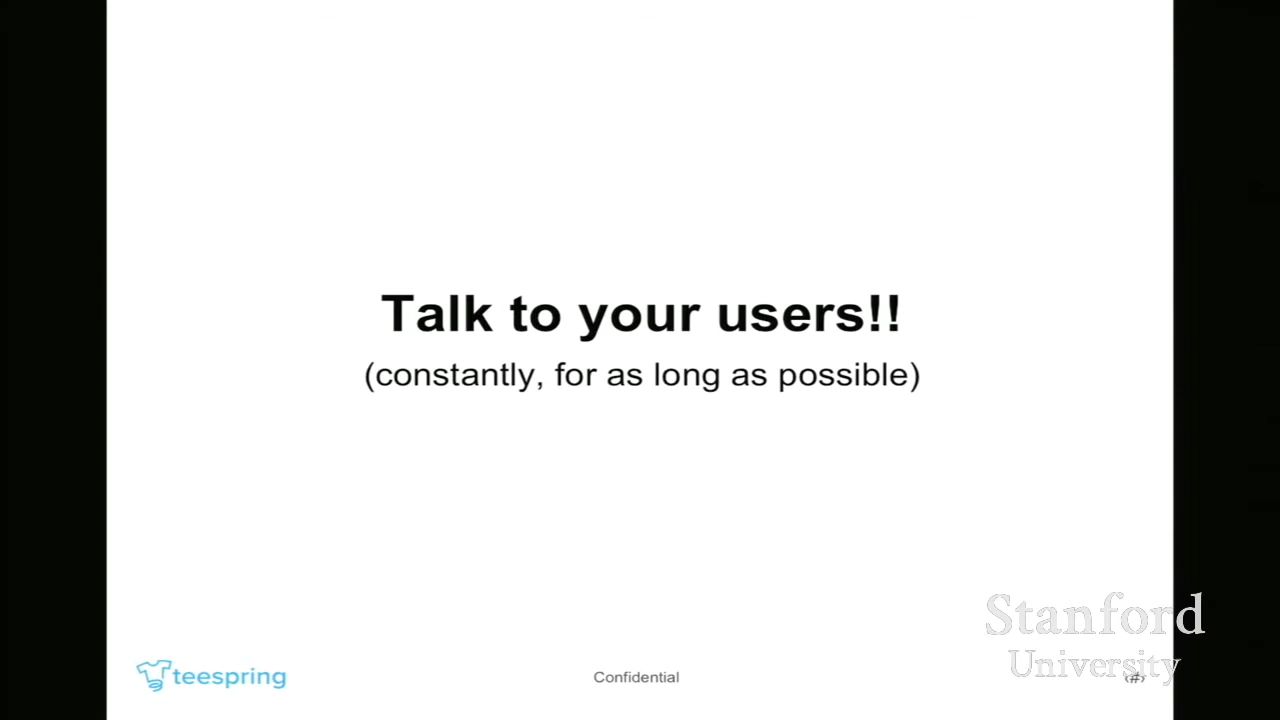 Talk to your users!!
(constantly, for as long as possible)
teespring
Confidential
Stanford
University
‹#›